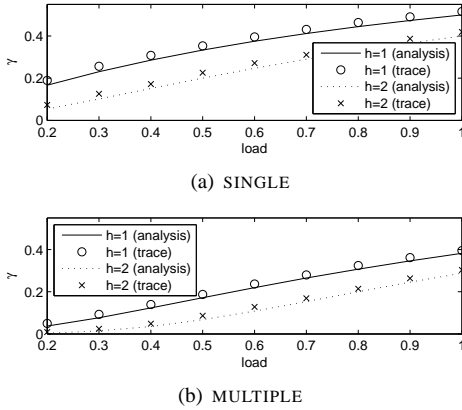 0.4
γ
0.2
0
0.2 0.3 0.4 0.5 0.6 0.7 0.8 0.9 1
load
h=1 (analysis)
h=1 (trace)
h=2 (analysis)
h=2 (trace)
(a) SINGLE
0.4
γ
0.2
0
0.2 0.3 0.4 0.5 0.6 0.7 0.8 0.9 1
load
h=1 (analysis)
h=1 (trace)
h=2 (analysis)
h=2 (trace)
(b) MULTIPLE